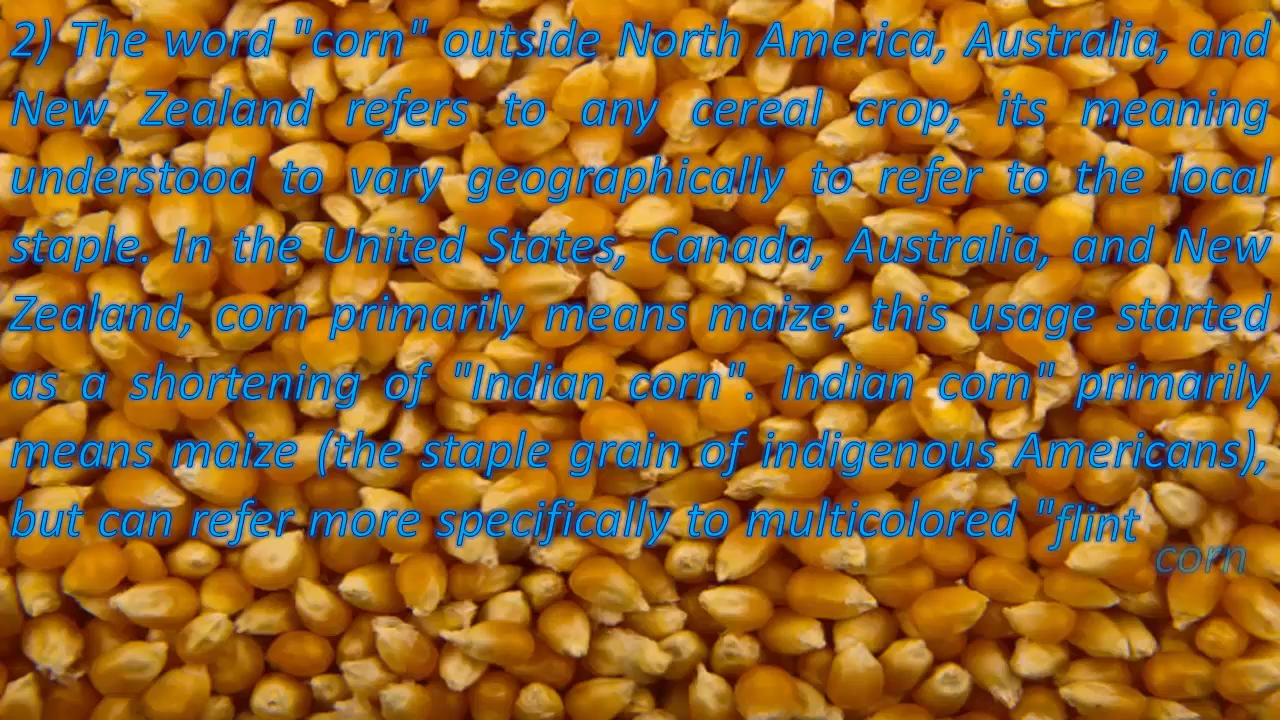 2) The word "corn" outside North America, Australia, and
New Zealand refers to any cereal crop, its meaning
understood to vary geographically to refer to the local
staple. In the United States, Canada, Australia, and New
Zealand, corn primarily means maize; this usage started
as a shortening of "Indian corn". Indian corn" primarily
means maize (the staple grain of indigenous Americans),
but can refer more specifically to multicolored "flint
corn